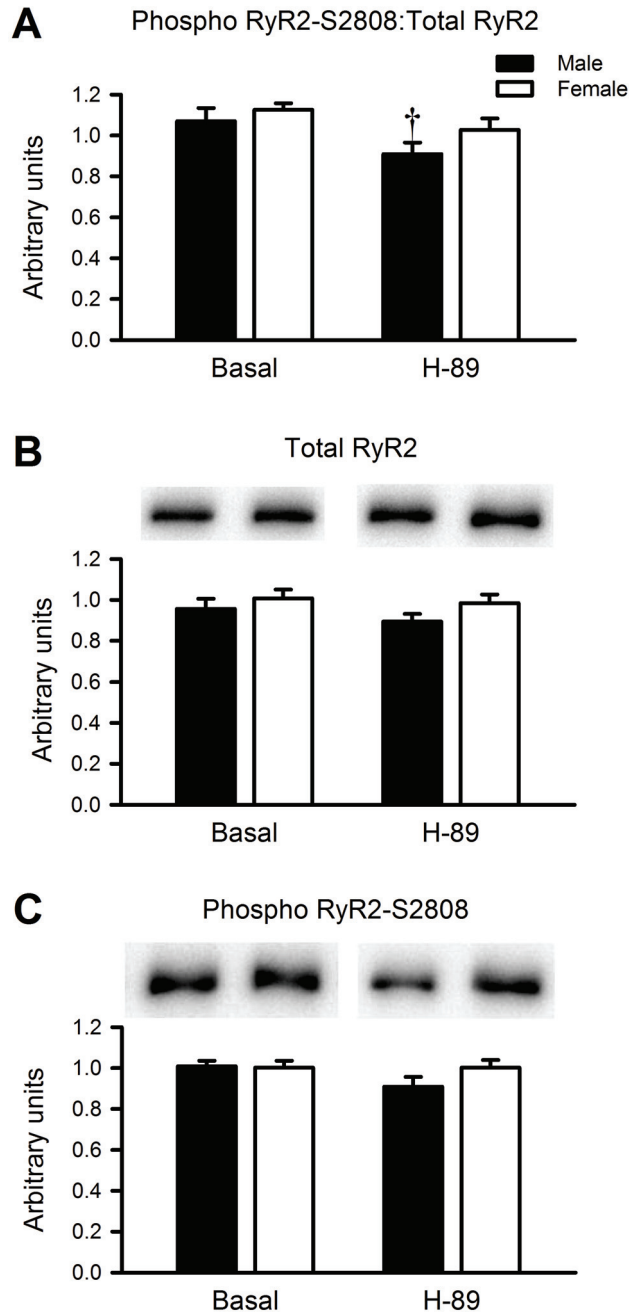 A
Phospho RyR2-S2808:Total RyR2
Male
Female
Arbitrary units
1.2
1.0
0.8
0.6
0.4
0.2
0.0
†
Basal H-89
B
Total RyR2
Arbitrary units
1.2
1.0
0.8
0.6
0.4
0.2
0.0
Basal H-89
C
Phospho RyR2-S2808
Arbitrary units
1.2
1.0
0.8
0.6
0.4
0.2
0.0
Basal H-89